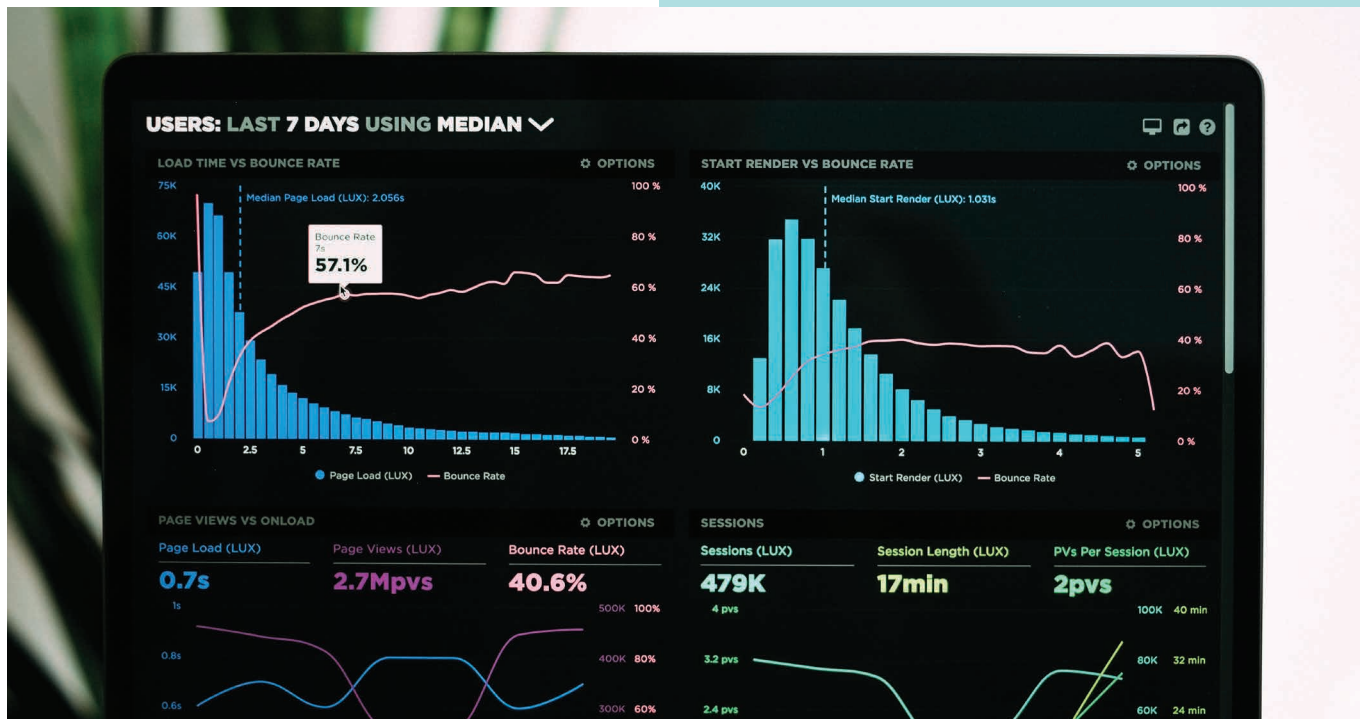 USERS: LAST 7 DAYS USING MEDIAN
LOAD TIME VS BOUNCE RATE
OPTIONS
75K
60K
45K
30K
15K
0
Median Page Load (LUX): 2.056s
Bounce Rate
7s
57.1%
100 %
80 %
60 %
40 %
20 %
0 %
0 2.5 5 7.5 10 12.5 15 17.5
Page Load (LUX) Bounce Rate
START RENDER VS BOUNCE RATE
OPTIONS
40K
32K
24K
16K
8K
0
Median Start Render (LUX): 1.031s
100 %
80 %
60 %
40 %
20 %
0 %
0 1 2 3 4 5
Start Render (LUX) Bounce Rate
PAGE VIEWS VS ONLOAD
OPTIONS
Page Load (LUX) Page Views (LUX) Bounce Rate (LUX)
0.7s 2.7Mpvs 40.6%
1s 500K 100%
0.8s 400K 80%
0.6s 300K 60%
SESSIONS
OPTIONS
Sessions (LUX) Session Length (LUX) PVs Per Session (LUX)
479K 17min 2pvs
4 pvs 100K 40 min
3.2 pvs 80K 32 min
2.4 pvs 60K 24 min